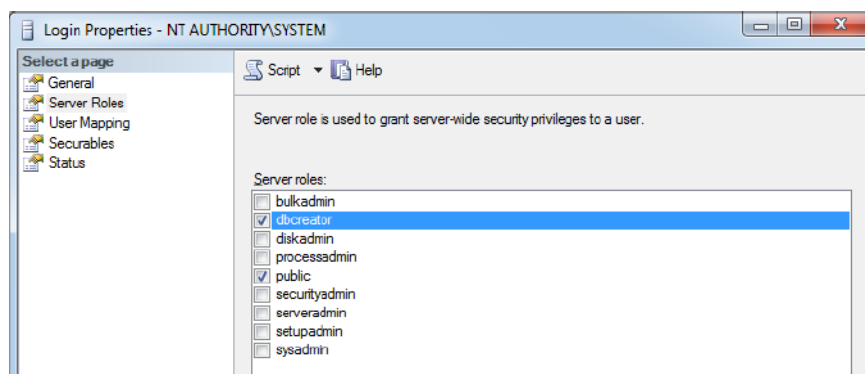 Login Properties - NT AUTHORITY\SYSTEM
Select a page
General
Server Roles
User Mapping
Securables
Status
Script Help
Server role is used to grant server-wide security privileges to a user.
Server roles:
bulkadmin
dbcreator
diskadmin
processadmin
public
securityadmin
serveradmin
setupadmin
sysadmin